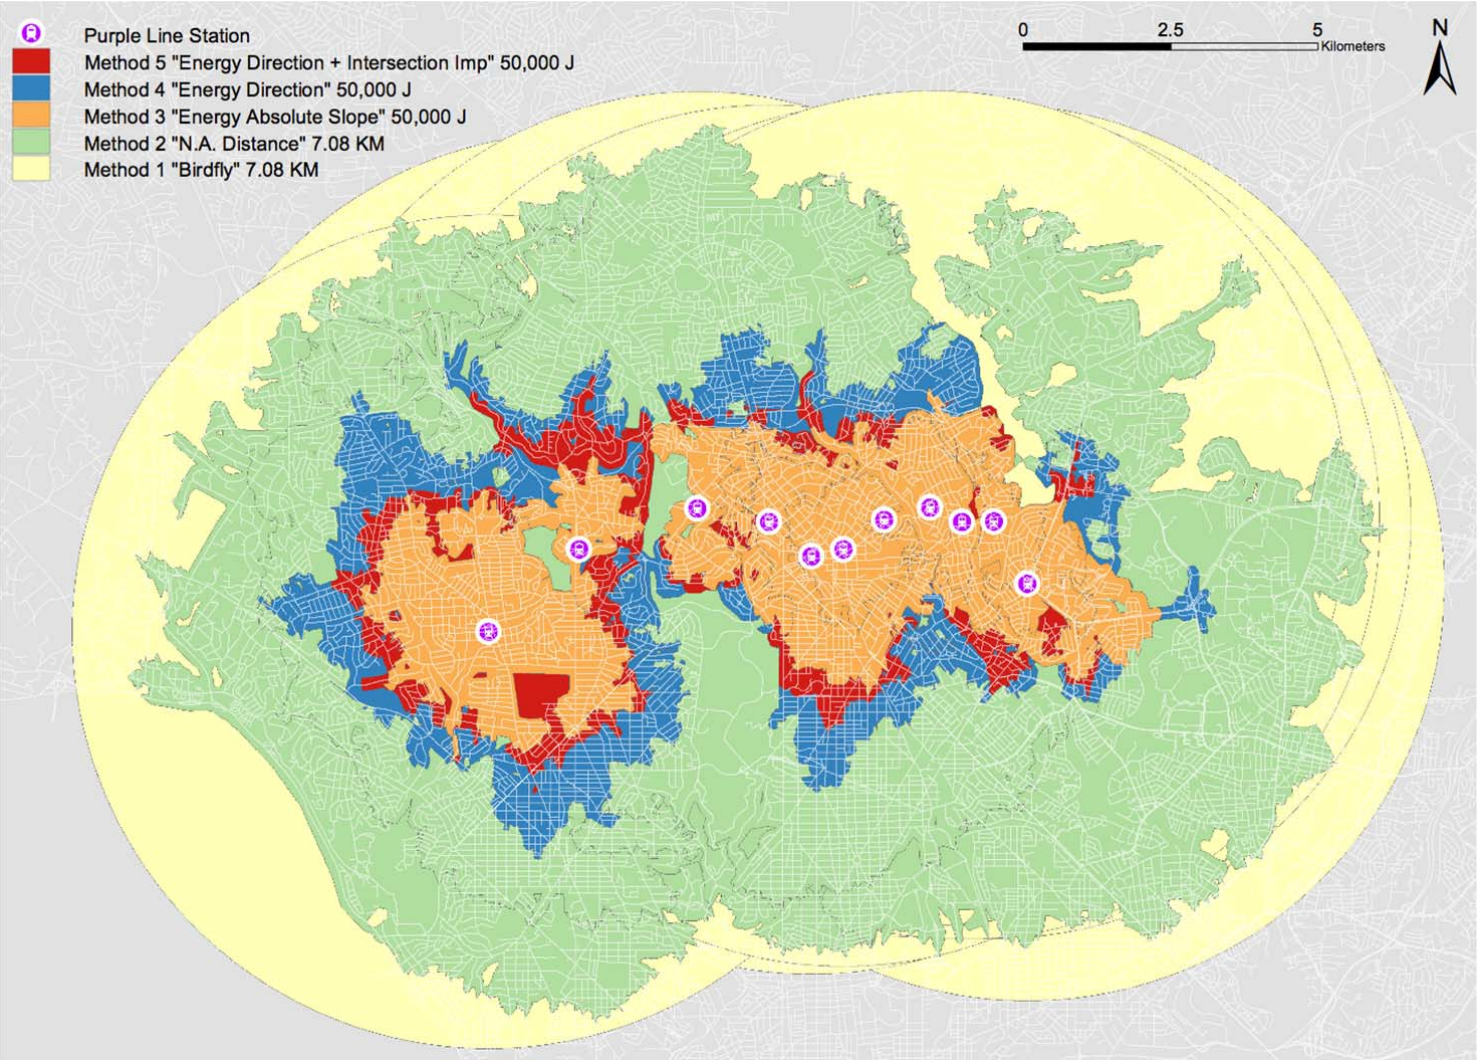 Purple Line Station
Method 5 "Energy Direction + Intersection Imp" 50,000 J
Method 4 "Energy Direction" 50,000 J
Method 3 "Energy Absolute Slope" 50,000 J
Method 2 "N.A. Distance" 7.08 KM
Method 1 "Birdfly" 7.08 KM
0 2.5 5
Kilometers
N